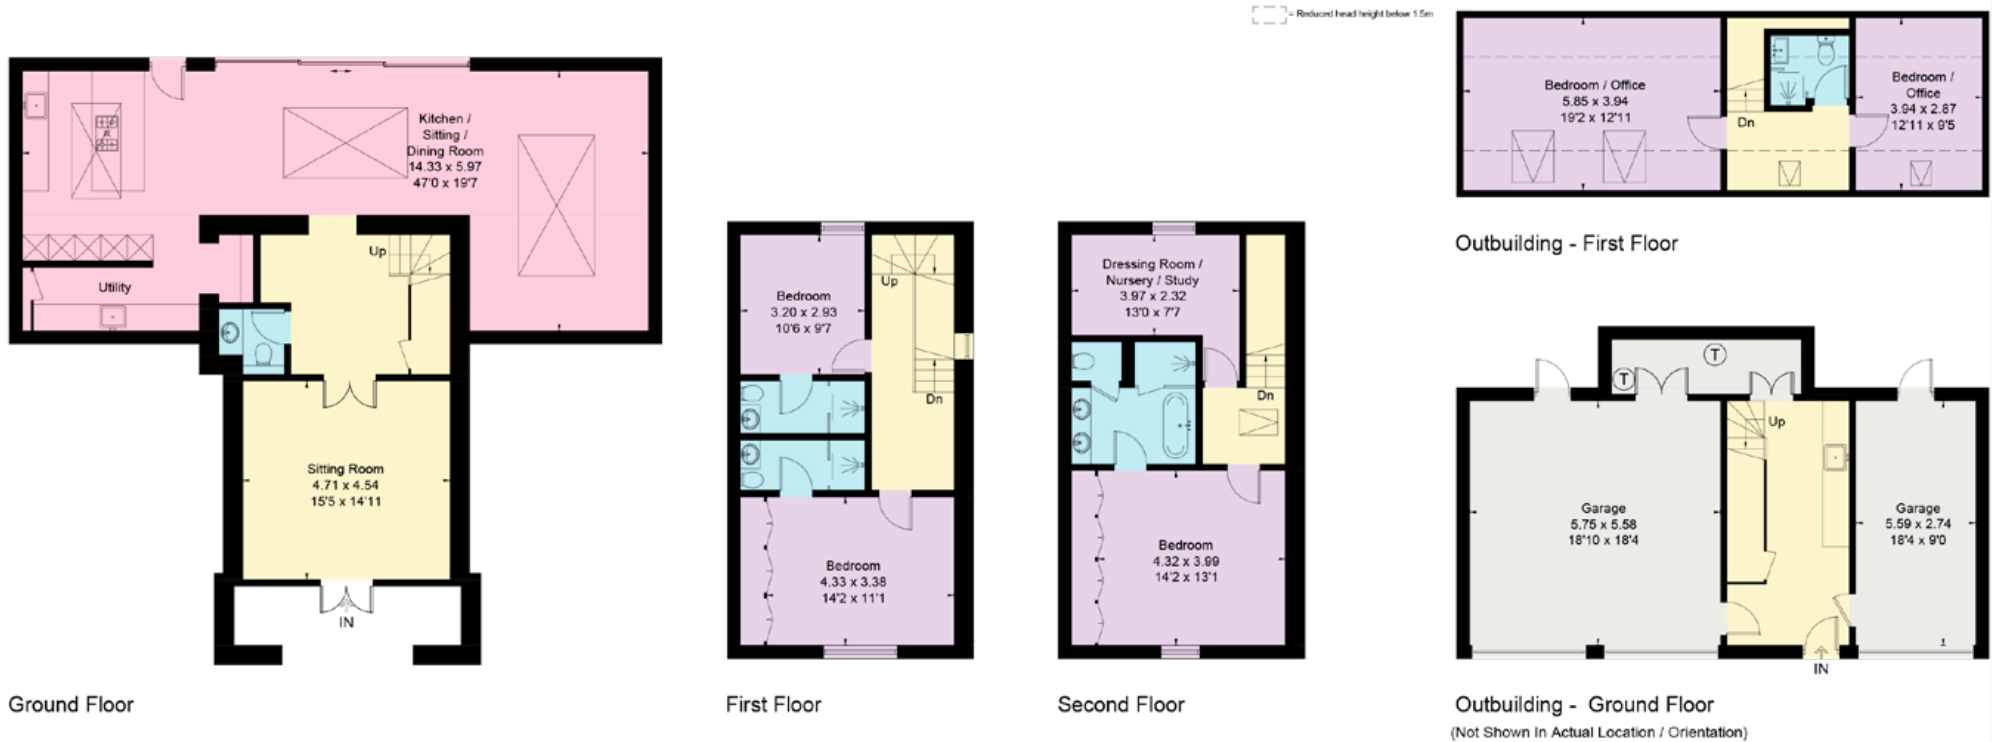 = Reduced head height below 1.5m
Kitchen /
Sitting /
Dining Room
14.33 x 5.97
47'0 x 19'7
Up
Utility
Sitting Room
4.71 x 4.54
15'5 x 14'11
IN
Ground Floor
Bedroom
3.20 x 2.93
10'6 x 9'7
Up
Dn
Bedroom
4.33 x 3.38
14'2 x 11'1
First Floor
Dressing Room /
Nursery / Study
3.97 x 2.32
13'0 x 7'7
Dn
Bedroom
4.32 x 3.99
14'2 x 13'1
Second Floor
Bedroom / Office
5.85 x 3.94
19'2 x 12'11
Dn
Bedroom /
Office
3.94 x 2.87
12'11 x 9'5
Outbuilding - First Floor
T
T
Up
Garage
5.75 x 5.58
18'10 x 18'4
Garage
5.59 x 2.74
18'4 x 9'0
IN
Outbuilding - Ground Floor
(Not Shown In Actual Location / Orientation)